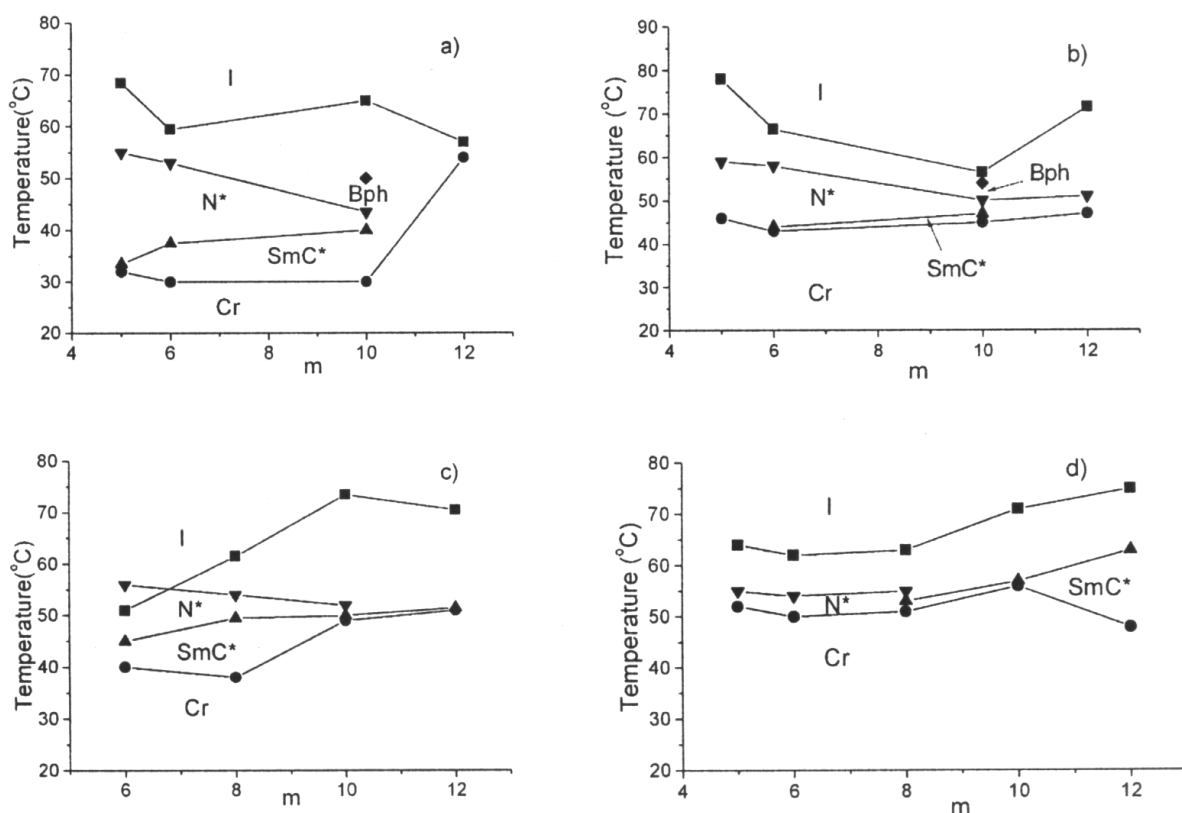 a)
Temperature(°C)
80
70
60
50
40
30
20
I
N*
Bph
SmC*
Cr
4 6 8 10 12
m
b)
Temperature (°C)
90
80
70
60
50
40
30
20
I
N*
Bph
SmC*
Cr
4 6 8 10 12
m
c)
Temperature(°C)
80
70
60
50
40
30
20
I
N*
SmC*
Cr
6 8 10 12
m
d)
Temperature (°C)
80
70
60
50
40
30
20
I
N*
SmC*
Cr
4 6 8 10 12
m